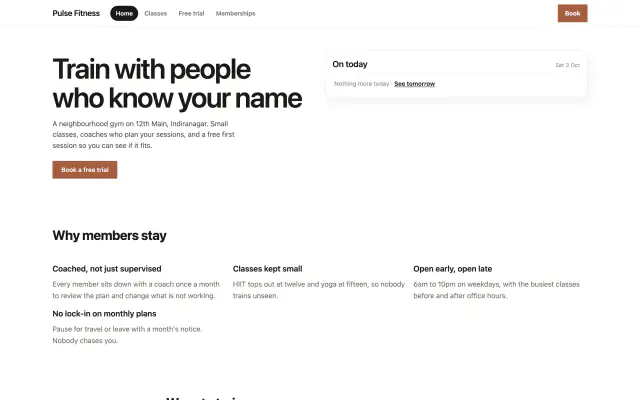 Pulse Fitness
Home
Classes
Free trial
Memberships
Book
Train with people
who know your name
A neighbourhood gym on 12th Main, Indiranagar. Small
classes, coaches who plan your sessions, and a free first
session so you can see if it fits.
Book a free trial
On today
Sat 3 Oct
Nothing more today · See tomorrow
Why members stay
Coached, not just supervised
Every member sits down with a coach once a month
to review the plan and change what is not working.
Classes kept small
HIIT tops out at twelve and yoga at fifteen, so nobody
trains unseen.
Open early, open late
6am to 10pm on weekdays, with the busiest classes
before and after office hours.
No lock-in on monthly plans
Pause for travel or leave with a month's notice.
Nobody chases you.